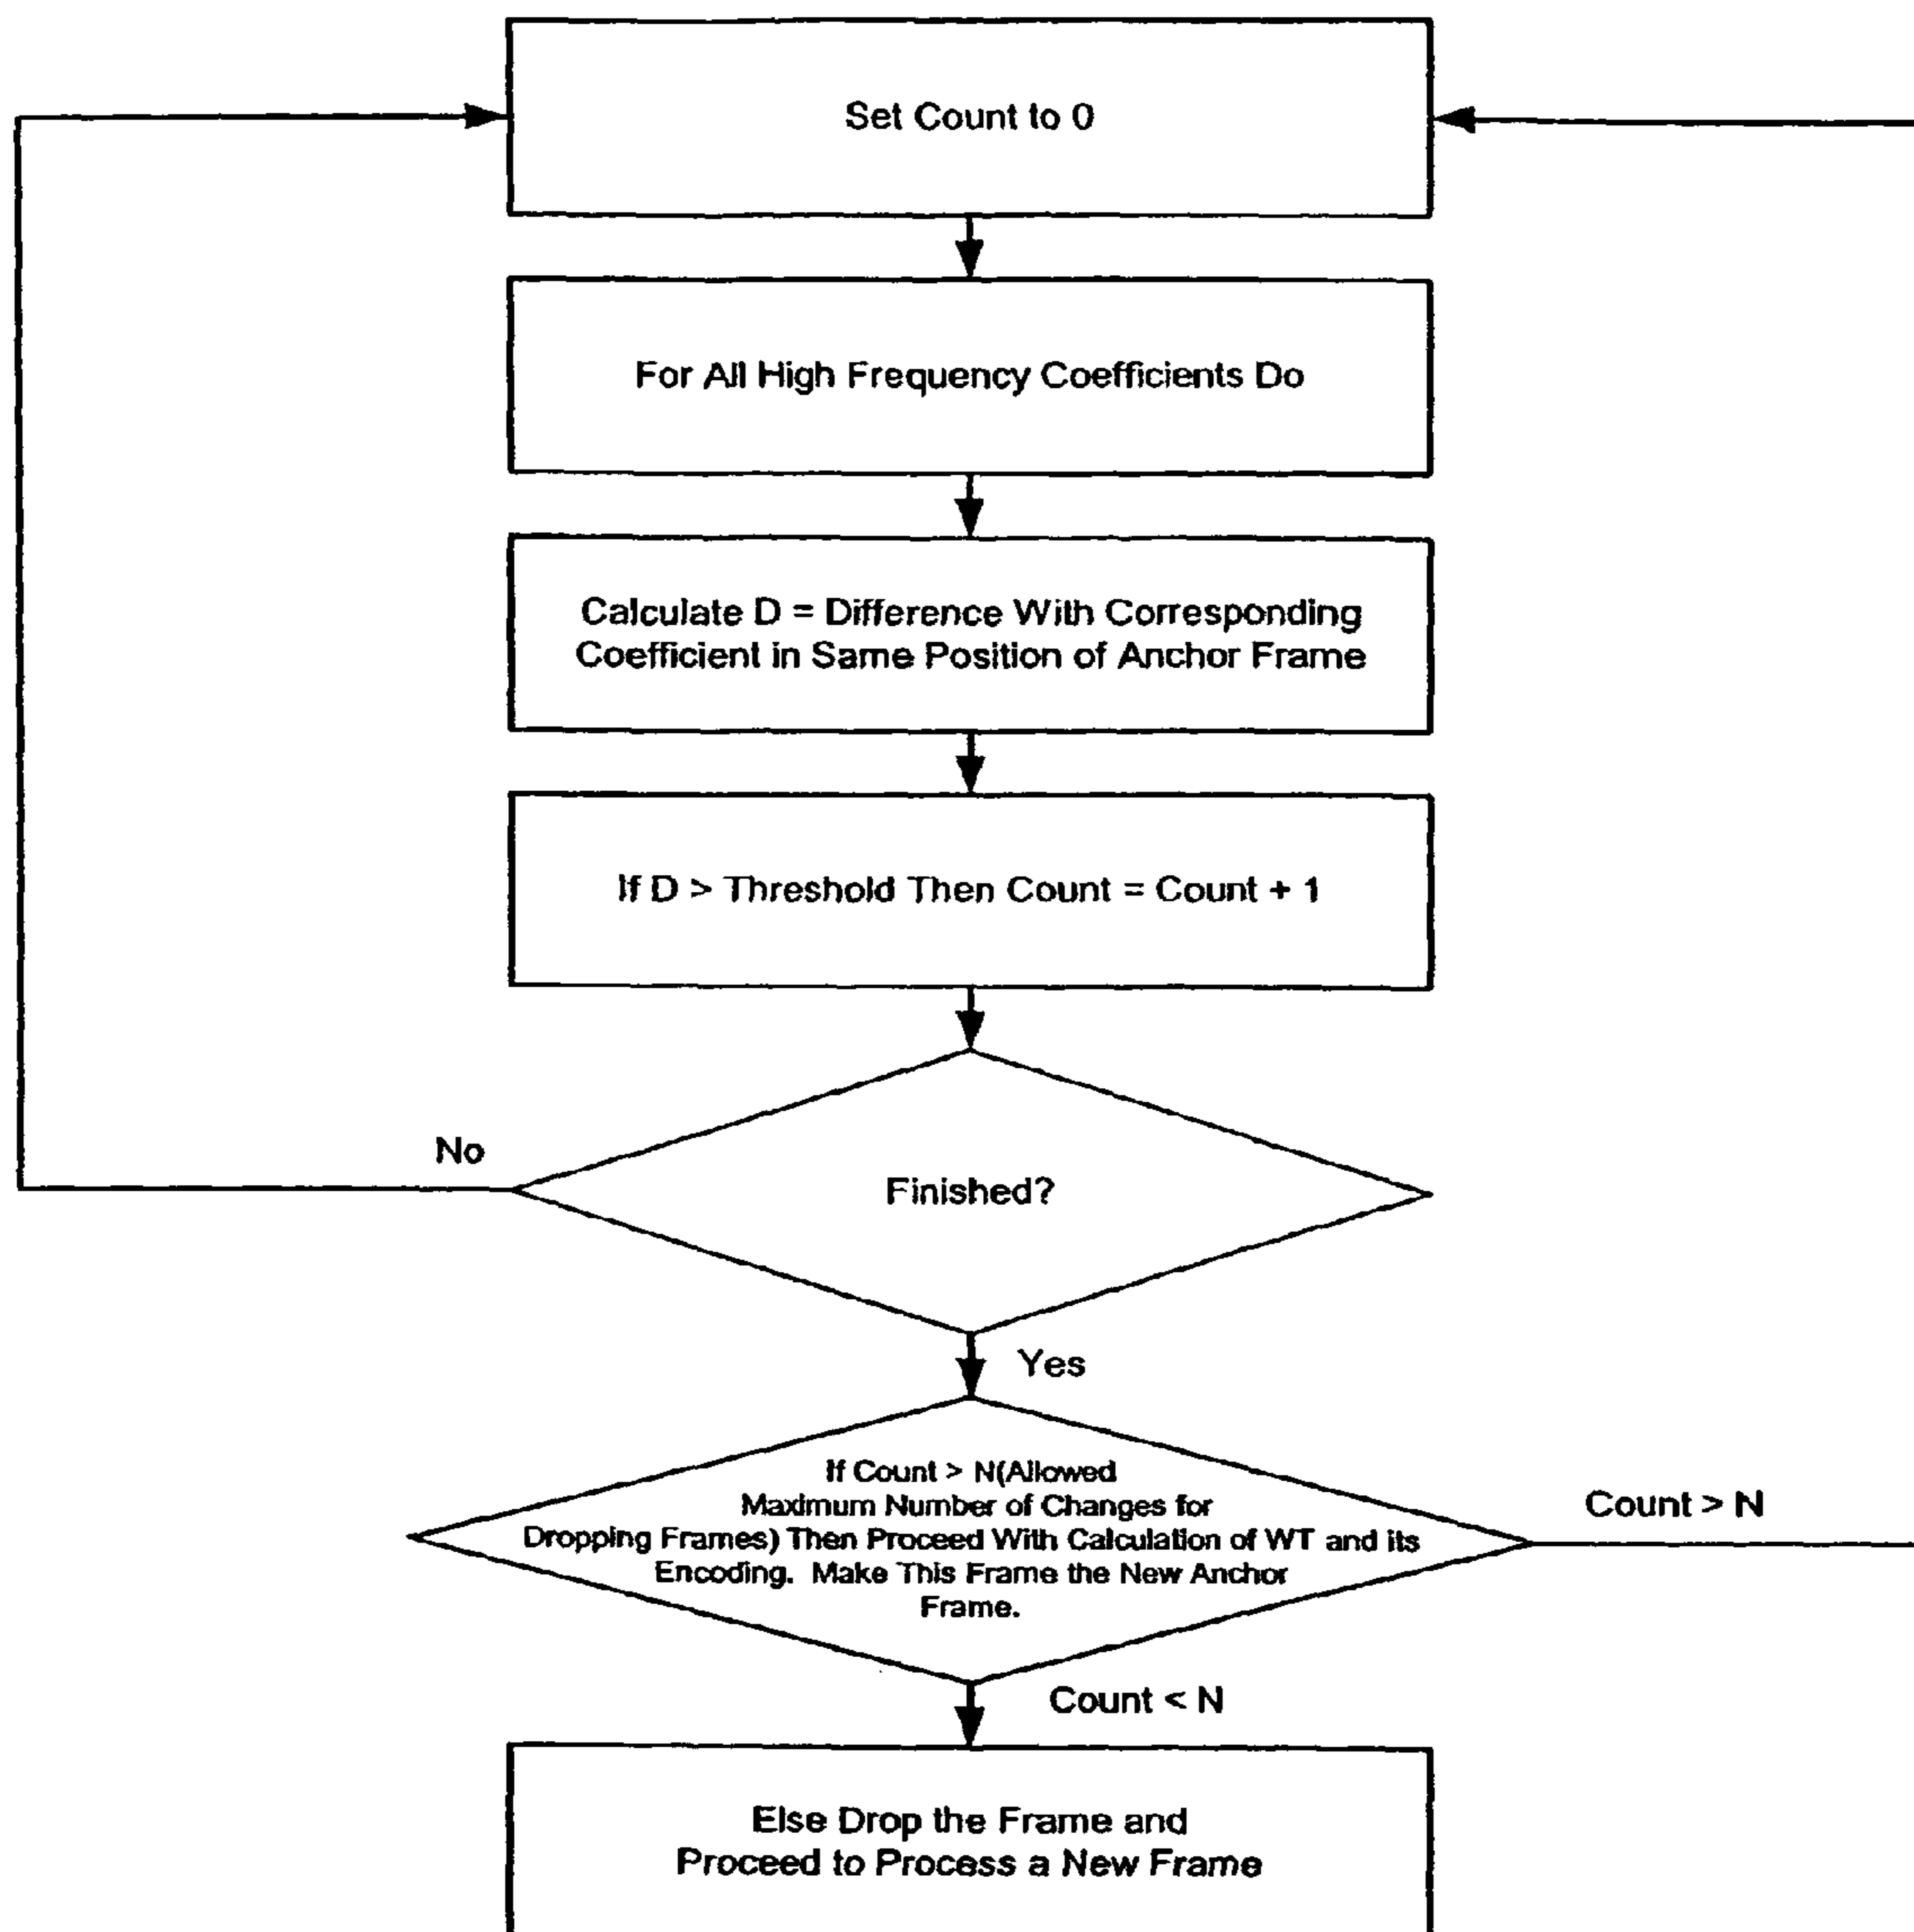 Set Count to 0
For All High Frequency Coefficients Do
Calculate D = Difference With Corresponding
Coefficient in Same Position of Anchor Frame
If D > Threshold Then Count = Count + 1
Finished?
No
Yes
If Count > N(Allowed
Maximum Number of Changes for
Dropping Frames) Then Proceed With Calculation of WT and its
Encoding. Make This Frame the New Anchor
Frame.
Count > N
Count < N
Else Drop the Frame and
Proceed to Process a New Frame